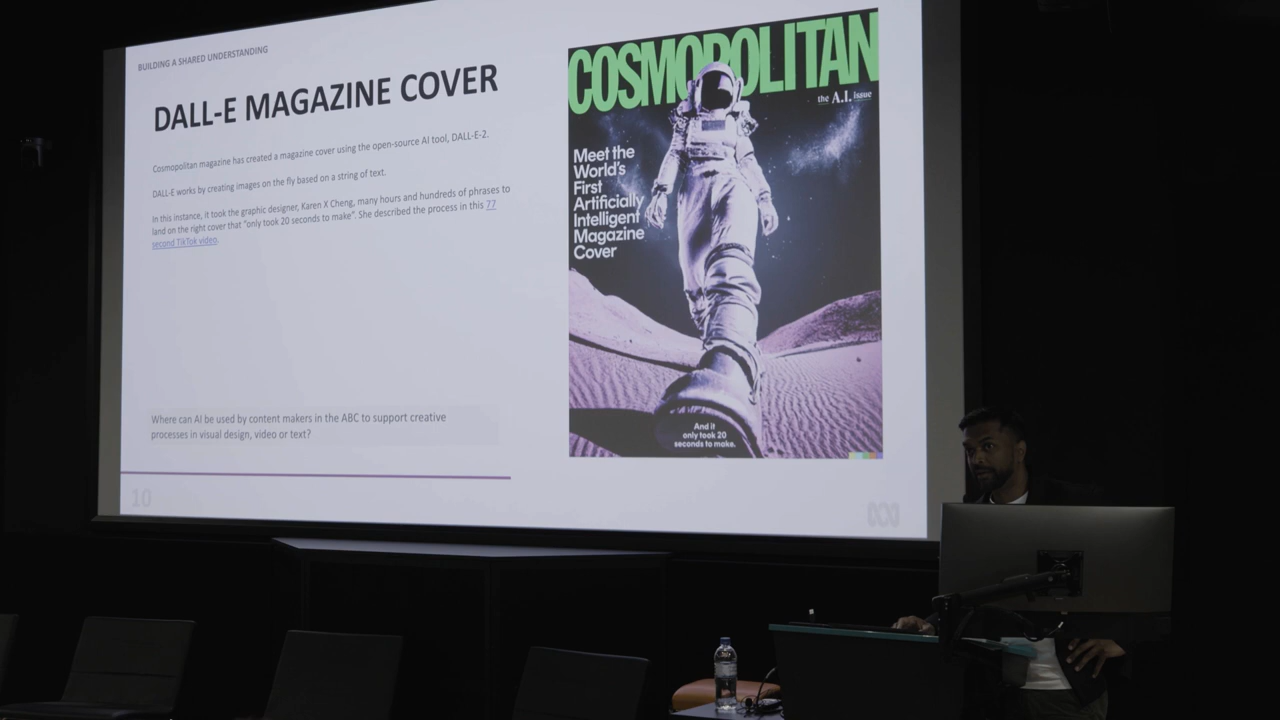 BUILDING A SHARED UNDERSTANDING
DALL-E MAGAZINE COVER
Cosmopolitan magazine has created a magazine cover using the open-source AI tool, DALL-E-2.
DALL-E works by creating images on the fly based on a string of text.
In this instance, it took the graphic designer, Karen X Cheng, many hours and hundreds of phrases to
land on the right cover that “only took 20 seconds to make”. She described the process in this 77
second TikTok video.
Where can AI be used by content makers in the ABC to support creative
processes in visual design, video or text?
10
COSMOPOLITAN
the A.I. issue
Meet the
World's
First
Artificially
Intelligent
Magazine
Cover
And it
only took 20
seconds to make.